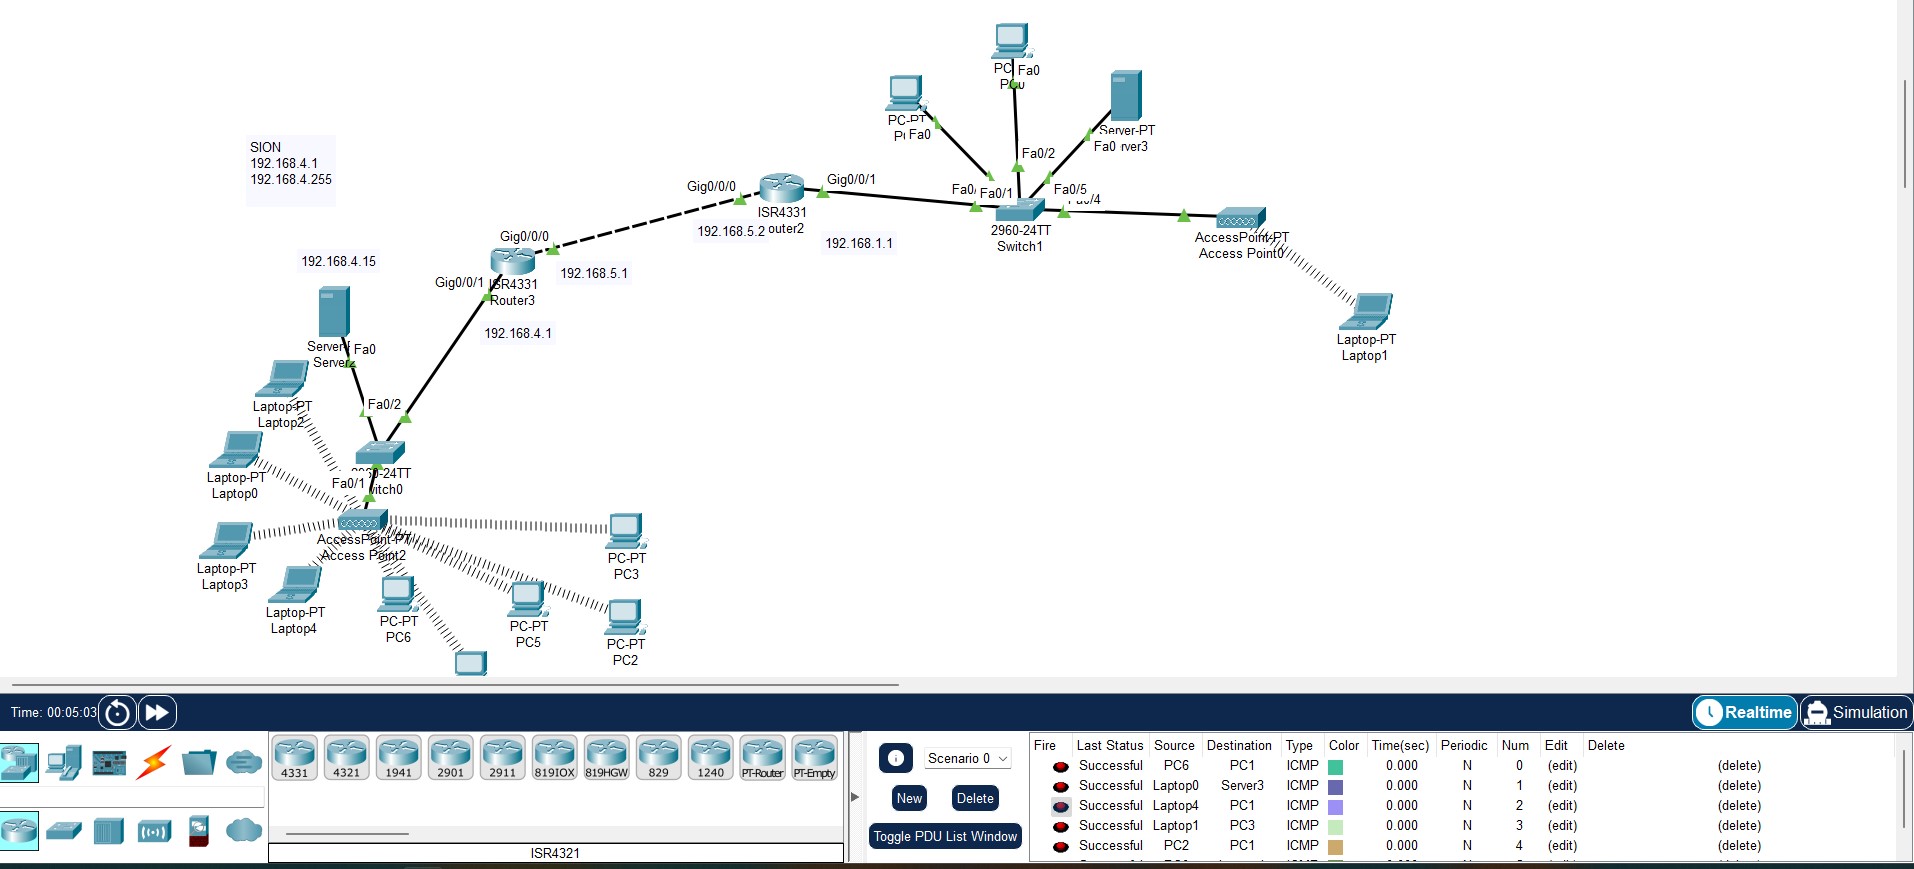 PC
Fa0
PC-PT
Fa0
Server-PT
Fa0
rver3
SION
192.168.4.1
192.168.4.255
Fa0/2
Gig0/0/0
Gig0/0/1
Fa0/1
Fa0/5
ISR4331
outer2
192.168.5.2
192.168.1.1
2960-24TT
Switch1
AccessPoint-PT
Access Point0
Gig0/0/0
192.168.4.15
192.168.5.1
Gig0/0/1
ISR4331
Router3
192.168.4.1
Laptop-PT
Laptop1
Server
Fa0
Fa0/2
Laptop-PT
Laptop2
-24TT
witch0
Laptop-PT
Laptop0
Fa0/1
AccessPoint-PT
Access Point2
Laptop-PT
Laptop3
PC-PT
PC3
Laptop-PT
Laptop4
PC-PT
PC6
PC-PT
PC5
PC-PT
PC2
Time: 00:05:03
Realtime
Simulation
4331
4321
1941
2901
2911
819IOX
819HGW
829
1240
PT-Router
PT-Empty
ISR4321
Scenario 0
New
Delete
Toggle PDU List Window
Fire Last Status Source Destination Type Color Time(sec) Periodic Num Edit Delete
Successful PC6 PC1 ICMP 0.000 N 0 (edit) (delete)
Successful Laptop0 Server3 ICMP 0.000 N 1 (edit) (delete)
Successful Laptop4 PC1 ICMP 0.000 N 2 (edit) (delete)
Successful Laptop1 PC3 ICMP 0.000 N 3 (edit) (delete)
Successful PC2 PC1 ICMP 0.000 N 4 (edit) (delete)